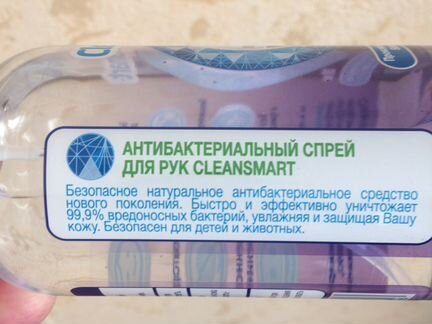 АНТИБАКТЕРИАЛЬНЫЙ СПРЕЙ
ДЛЯ РУК CLEANSMART
Безопасное натуральное антибактериальное средство
нового поколения. Быстро и эффективно уничтожает
99,9% вредоносных бактерий, увлажняя и защищая Вашу
кожу. Безопасен для детей и животных.